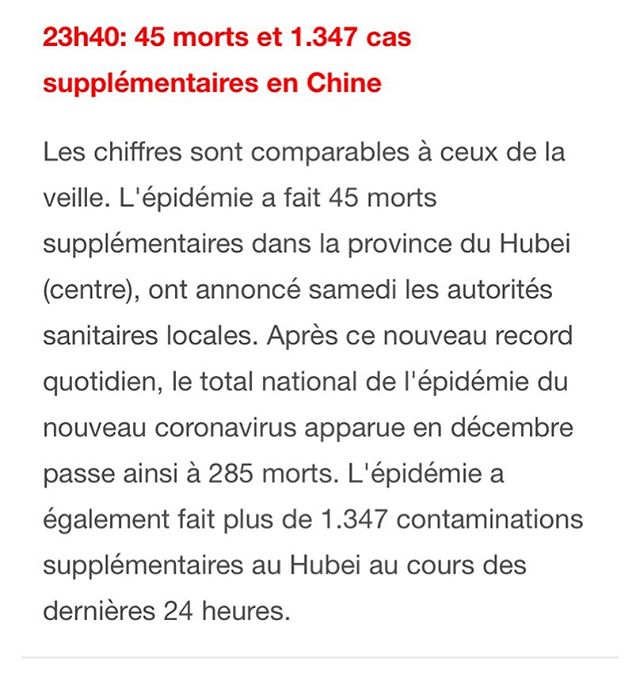 23h40: 45 morts et 1.347 cas
supplémentaires en Chine
Les chiffres sont comparables à ceux de la
veille. L'épidémie a fait 45 morts
supplémentaires dans la province du Hubei
(centre), ont annoncé samedi les autorités
sanitaires locales. Après ce nouveau record
quotidien, le total national de l'épidémie du
nouveau coronavirus apparue en décembre
passe ainsi à 285 morts. L'épidémie a
également fait plus de 1.347 contaminations
supplémentaires au Hubei au cours des
dernières 24 heures.